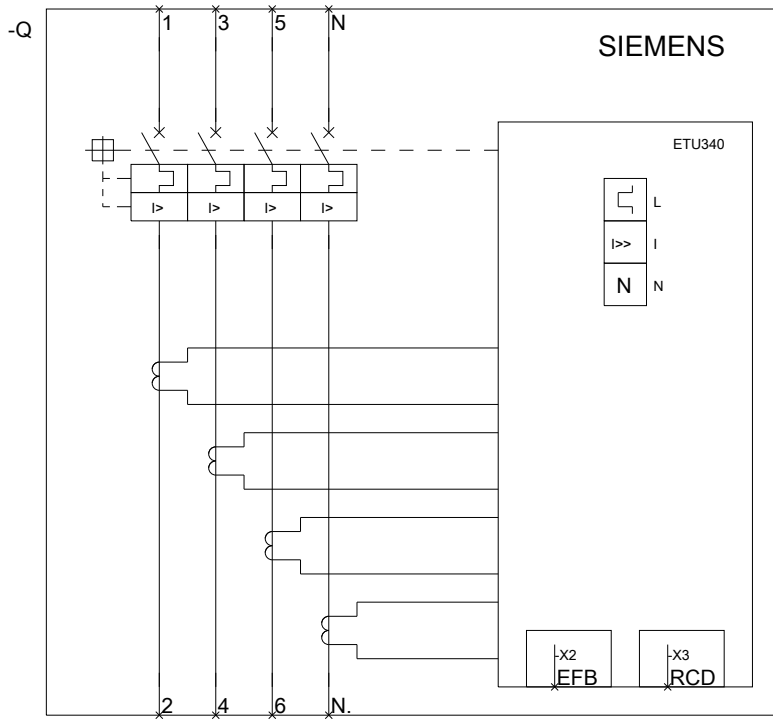 -Q
1 3 5 N
SIEMENS
ETU340
I> I> I> I>
L
I>> I
N N
-X2 -X3
EFB RCD
2 4 6 N.